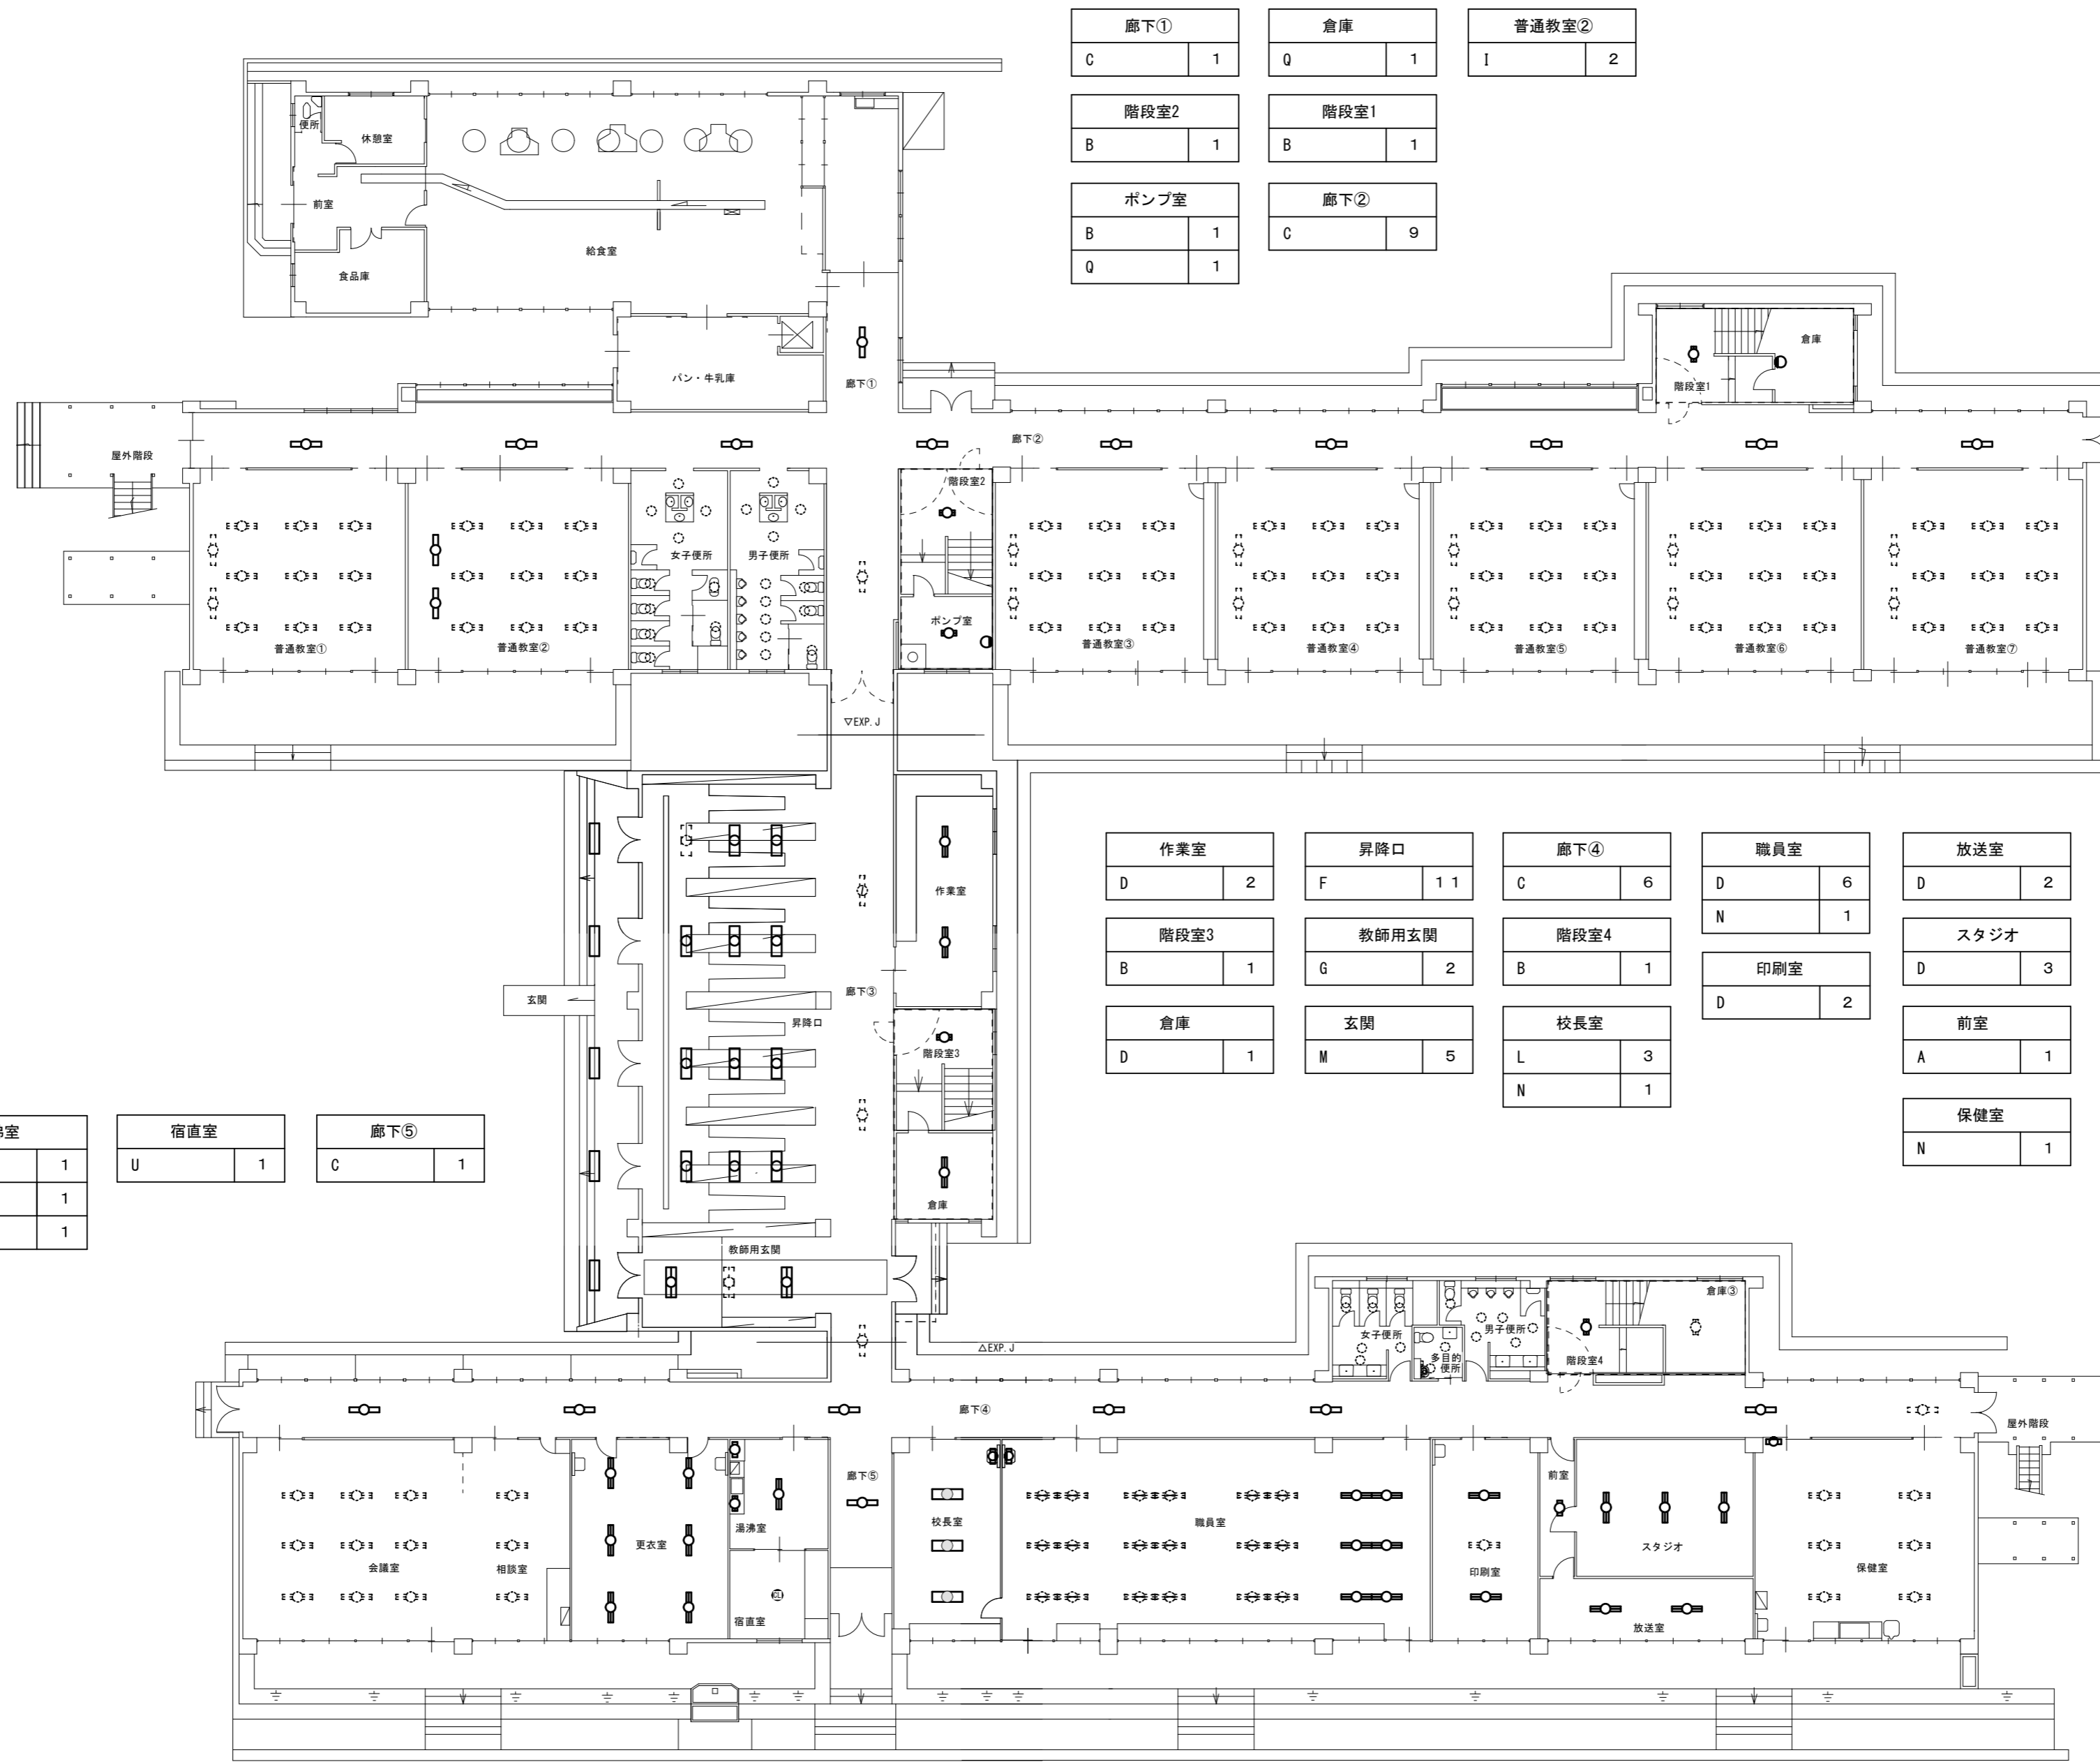 廊下①
C 1
倉庫
Q 1
普通教室②
I 2
階段室2
B 1
階段室1
B 1
ポンプ室
B 1
Q 1
廊下②
C 9
便所
休憩室
前室
食品庫
給食室
パン・牛乳庫
廊下①
倉庫
階段室1
屋外階段
廊下②
階段室2
女子便所
男子便所
ポンプ室
普通教室①
普通教室②
普通教室③
普通教室④
普通教室⑤
普通教室⑥
普通教室⑦
▽EXP.J
作業室
D 2
昇降口
F 11
廊下④
C 6
職員室
D 6
N 1
放送室
D 2
階段室3
B 1
教師用玄関
G 2
階段室4
B 1
印刷室
D 2
スタジオ
D 3
倉庫
D 1
玄関
M 5
校長室
L 3
N 1
前室
A 1
保健室
N 1
作業室
玄関
廊下③
昇降口
階段室3
倉庫
教師用玄関
室
1
1
1
宿直室
U 1
廊下⑤
C 1
△EXP.J
女子便所
男子便所
多目的
便所
階段室4
倉庫③
廊下④
屋外階段
廊下⑤
前室
湯沸室
校長室
職員室
会議室
相談室
更衣室
印刷室
スタジオ
保健室
宿直室
放送室